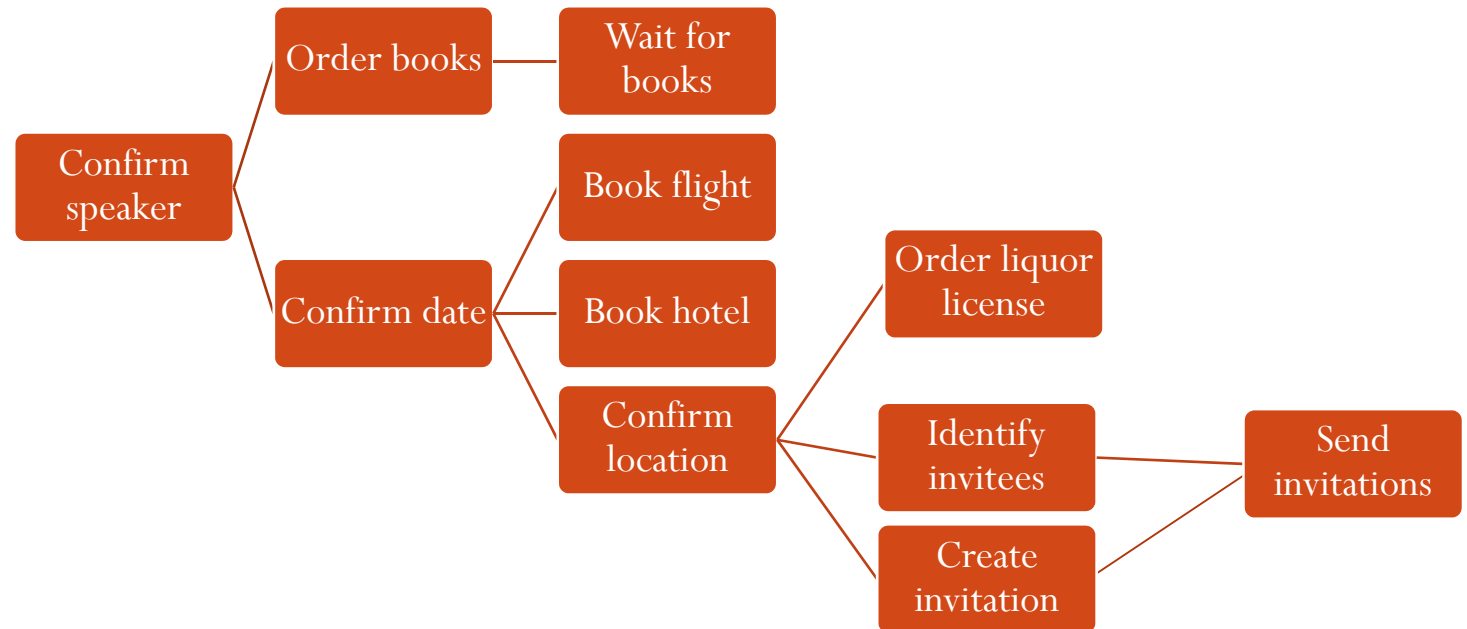 Confirm
speaker
Order books
Wait for
books
Confirm date
Book flight
Book hotel
Confirm
location
Order liquor
license
Identify
invitees
Create
invitation
Send
invitations